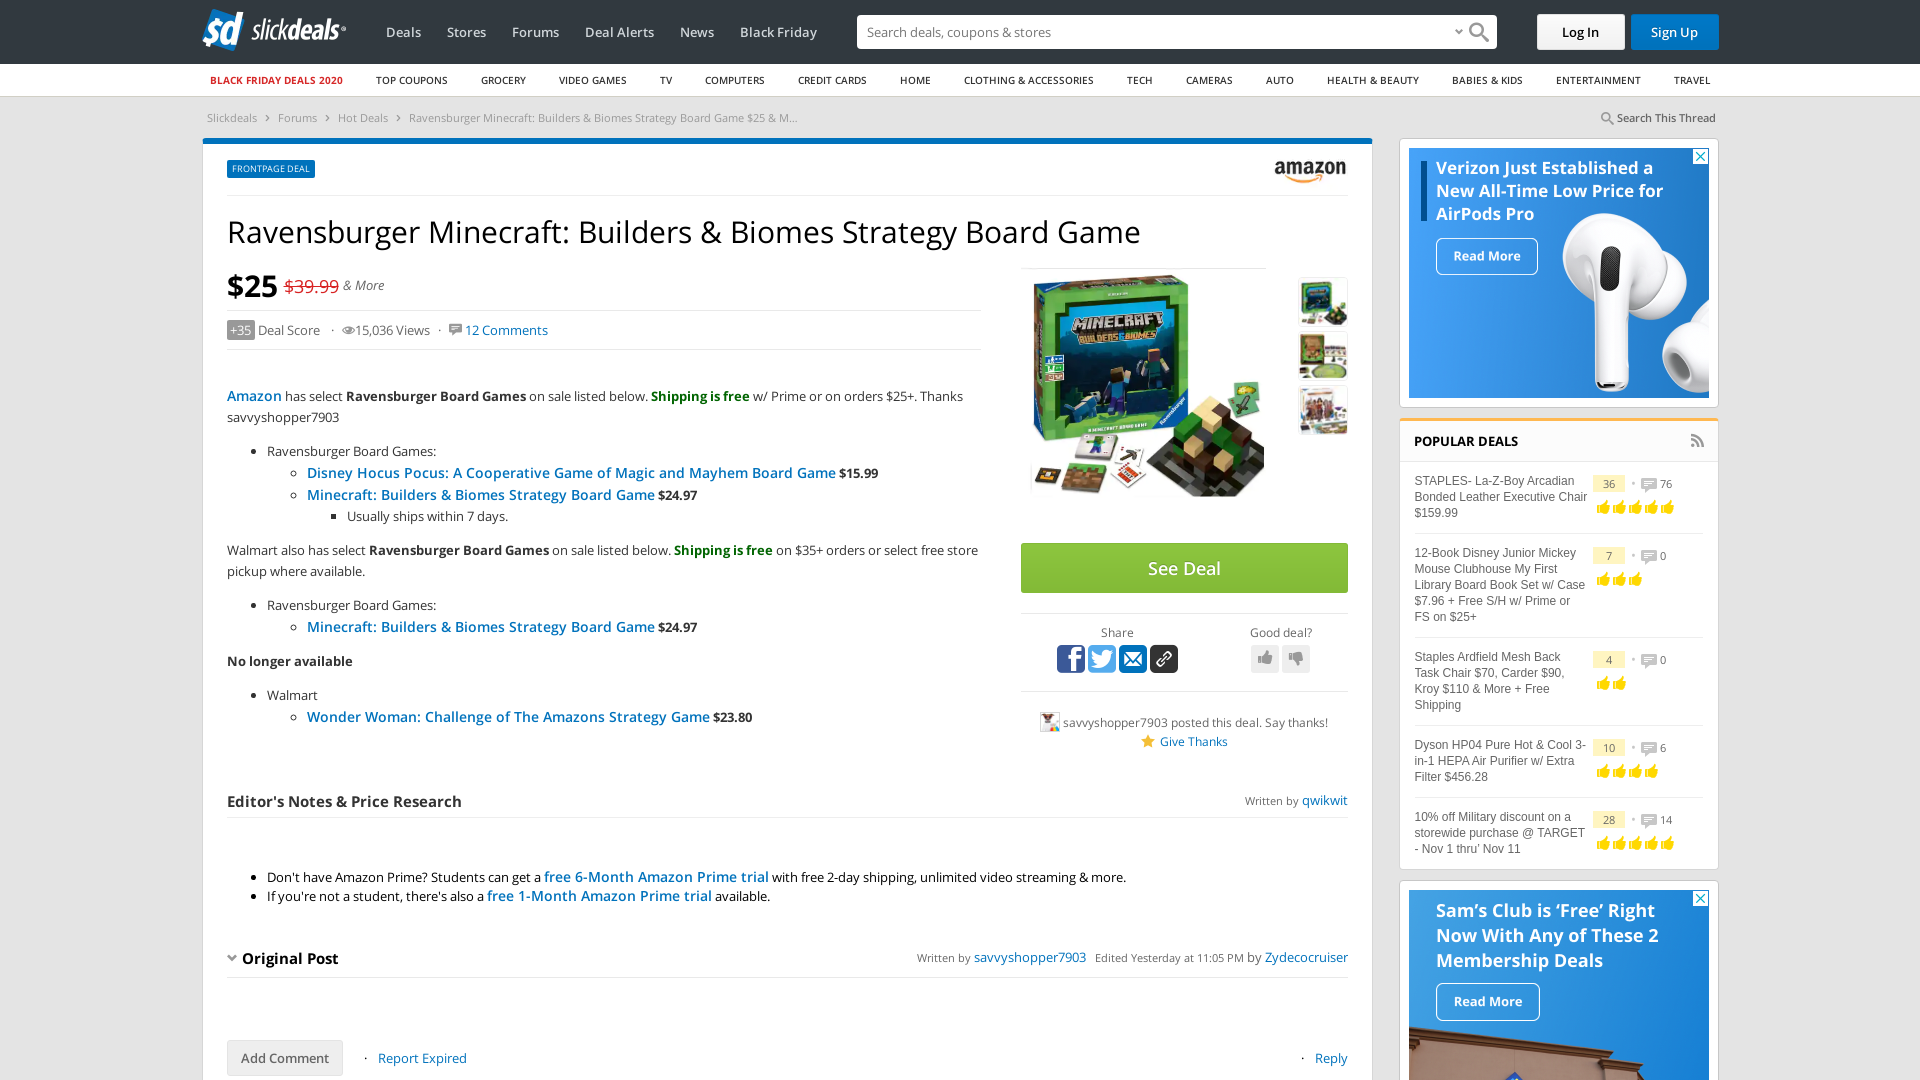 slickdeals
Deals
Stores
Forums
Deal Alerts
News
Black Friday
Search deals, coupons & stores
Log In
Sign Up
BLACK FRIDAY DEALS 2020
TOP COUPONS
GROCERY
VIDEO GAMES
TV
COMPUTERS
CREDIT CARDS
HOME
CLOTHING & ACCESSORIES
TECH
CAMERAS
AUTO
HEALTH & BEAUTY
BABIES & KIDS
ENTERTAINMENT
TRAVEL
Slickdeals › Forums › Hot Deals › Ravensburger Minecraft: Builders & Biomes Strategy Board Game $25 & M...
Search This Thread
FRONTPAGE DEAL
amazon
Ravensburger Minecraft: Builders & Biomes Strategy Board Game
$25 $39.99 & More
+35 Deal Score · 15,036 Views · 12 Comments
Amazon has select Ravensburger Board Games on sale listed below. Shipping is free w/ Prime or on orders $25+. Thanks
savvyshopper7903
• Ravensburger Board Games:
Disney Hocus Pocus: A Cooperative Game of Magic and Mayhem Board Game $15.99
Minecraft: Builders & Biomes Strategy Board Game $24.97
Usually ships within 7 days.
Walmart also has select Ravensburger Board Games on sale listed below. Shipping is free on $35+ orders or select free store
pickup where available.
• Ravensburger Board Games:
Minecraft: Builders & Biomes Strategy Board Game $24.97
No longer available
• Walmart
Wonder Woman: Challenge of The Amazons Strategy Game $23.80
MINECRAFT
BUILDERS & BIOMES
Ravensburger
See Deal
Share
Good deal?
savvyshopper7903 posted this deal. Say thanks!
Give Thanks
Editor's Notes & Price Research
Written by qwikwit
• Don't have Amazon Prime? Students can get a free 6-Month Amazon Prime trial with free 2-day shipping, unlimited video streaming & more.
• If you're not a student, there's also a free 1-Month Amazon Prime trial available.
Original Post
Written by savvyshopper7903 Edited Yesterday at 11:05 PM by Zydecocruiser
Add Comment · Report Expired
· Reply
Verizon Just Established a
New All-Time Low Price for
AirPods Pro
Read More
POPULAR DEALS
STAPLES- La-Z-Boy Arcadian
Bonded Leather Executive Chair
$159.99
36 • 76
12-Book Disney Junior Mickey
Mouse Clubhouse My First
Library Board Book Set w/ Case
$7.96 + Free S/H w/ Prime or
FS on $25+
7 • 0
Staples Ardfield Mesh Back
Task Chair $70, Carder $90,
Kroy $110 & More + Free
Shipping
4 • 0
Dyson HP04 Pure Hot & Cool 3-
in-1 HEPA Air Purifier w/ Extra
Filter $456.28
10 • 6
10% off Military discount on a
storewide purchase @ TARGET
- Nov 1 thru' Nov 11
28 • 14
Sam's Club is ‘Free’ Right
Now With Any of These 2
Membership Deals
Read More